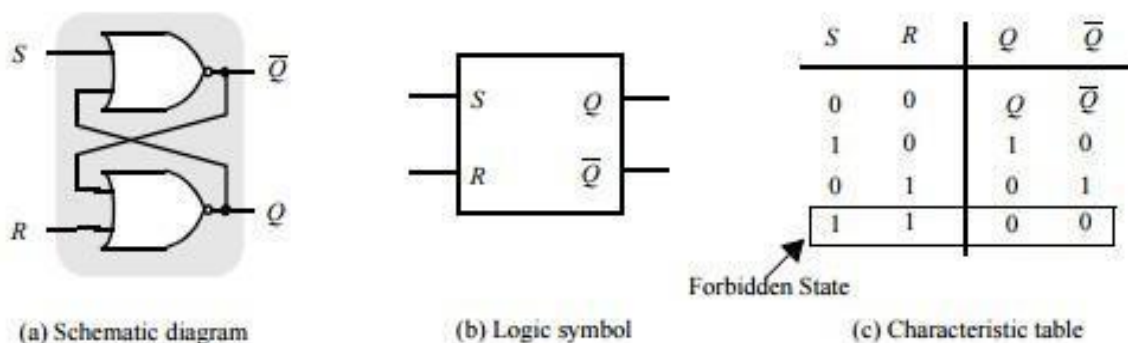 S
Q̅
R
Q
(a) Schematic diagram
S Q
R Q̅
(b) Logic symbol
S R Q Q̅
0 0 Q Q̅
1 0 1 0
0 1 0 1
1 1 0 0
Forbidden State
(c) Characteristic table